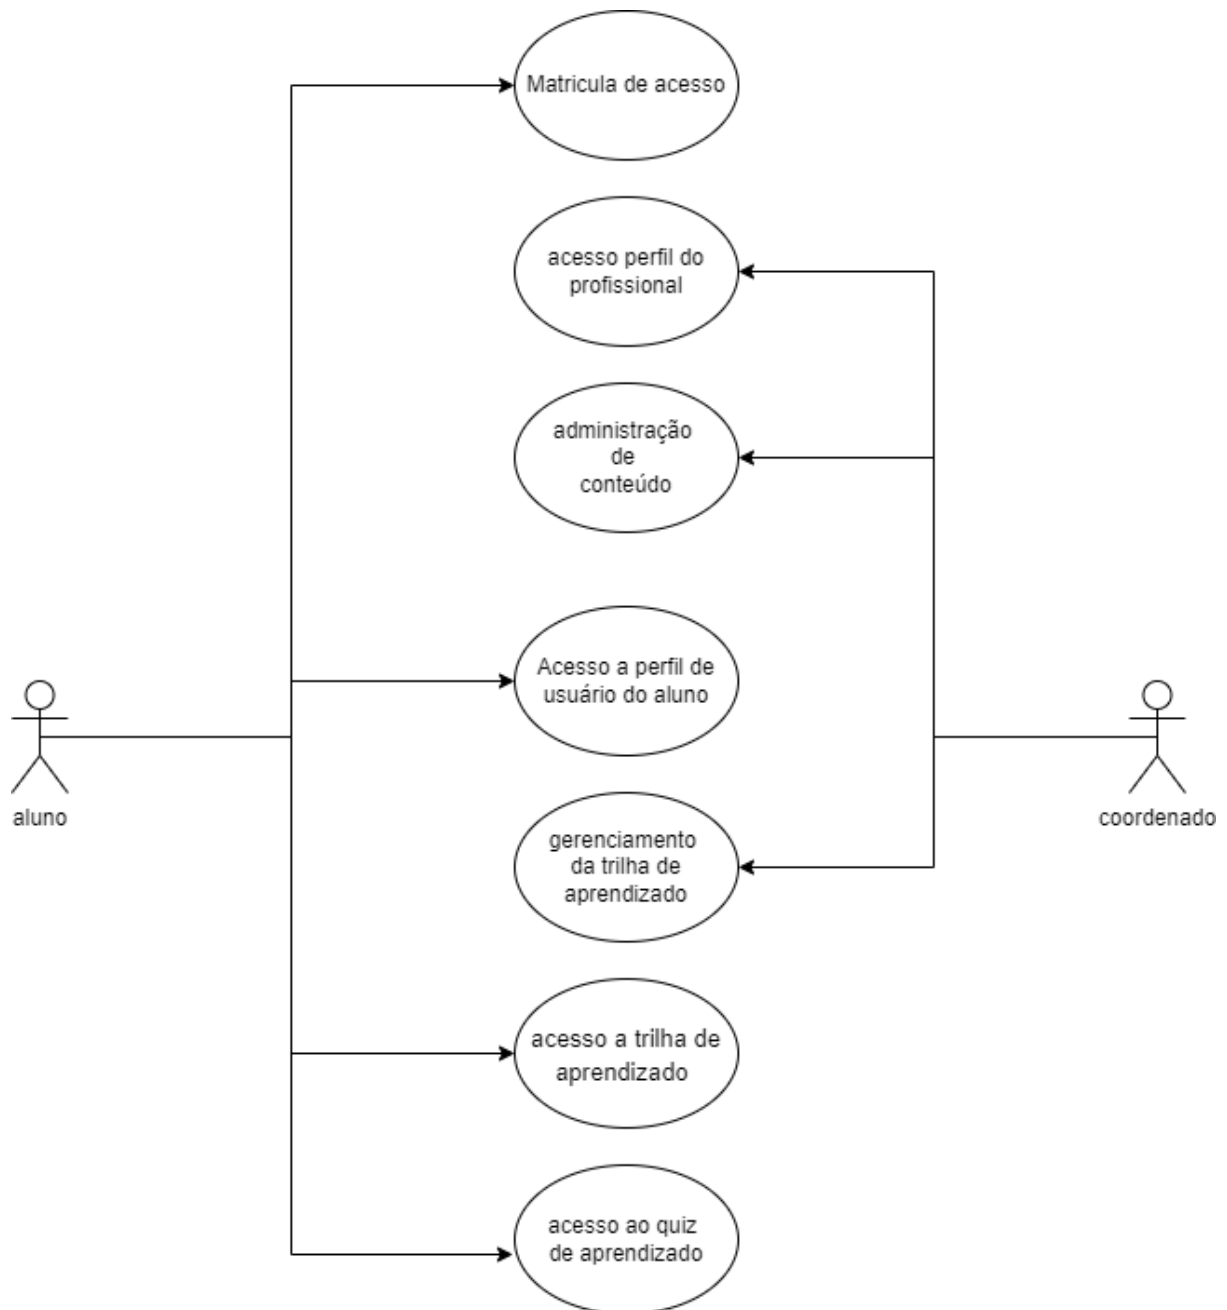 Matricula de acesso
acesso perfil do
profissional
administração
de
conteúdo
Acesso a perfil de
usuário do aluno
aluno
coordenado
gerenciamento
da trilha de
aprendizado
acesso a trilha de
aprendizado
acesso ao quiz
de aprendizado